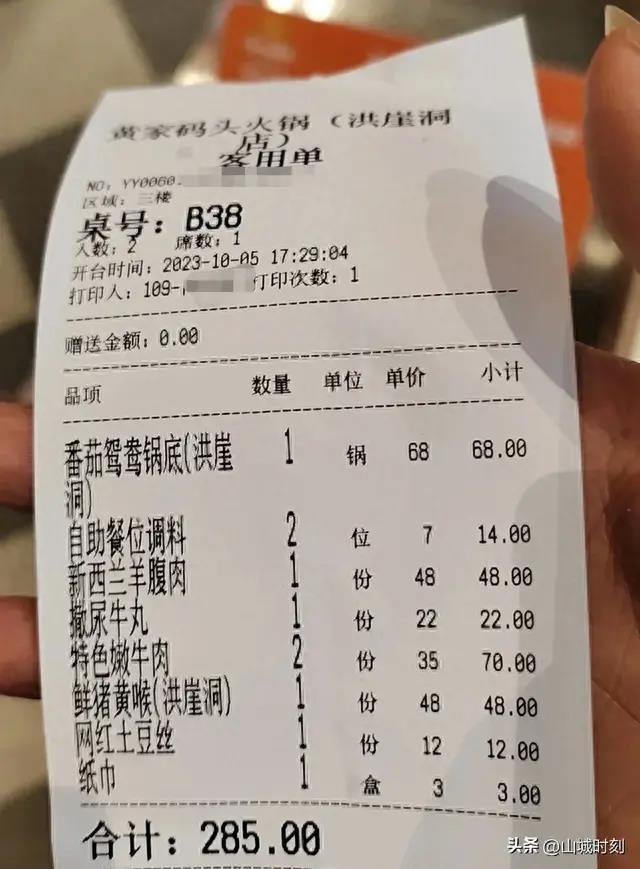 黄家码头火锅（洪崖洞
店）
客用单
NO: YY0060
区域: 三楼
桌号: B38
人数: 2 席数: 1
开台时间: 2023-10-05 17:29:04
打印人: 109- 打印次数: 1
赠送金额: 0.00
品项 数量 单位 单价 小计
番茄鸳鸯锅底(洪崖 1 锅 68 68.00
洞)
自助餐位调料 2 位 7 14.00
新西兰羊腹肉 1 份 48 48.00
撒尿牛丸 1 份 22 22.00
特色嫩牛肉 2 份 35 70.00
鲜猪黄喉(洪崖洞) 1 份 48 48.00
网红土豆丝 1 份 12 12.00
纸巾 1 盒 3 3.00
合计: 285.00
头条 @山城时刻